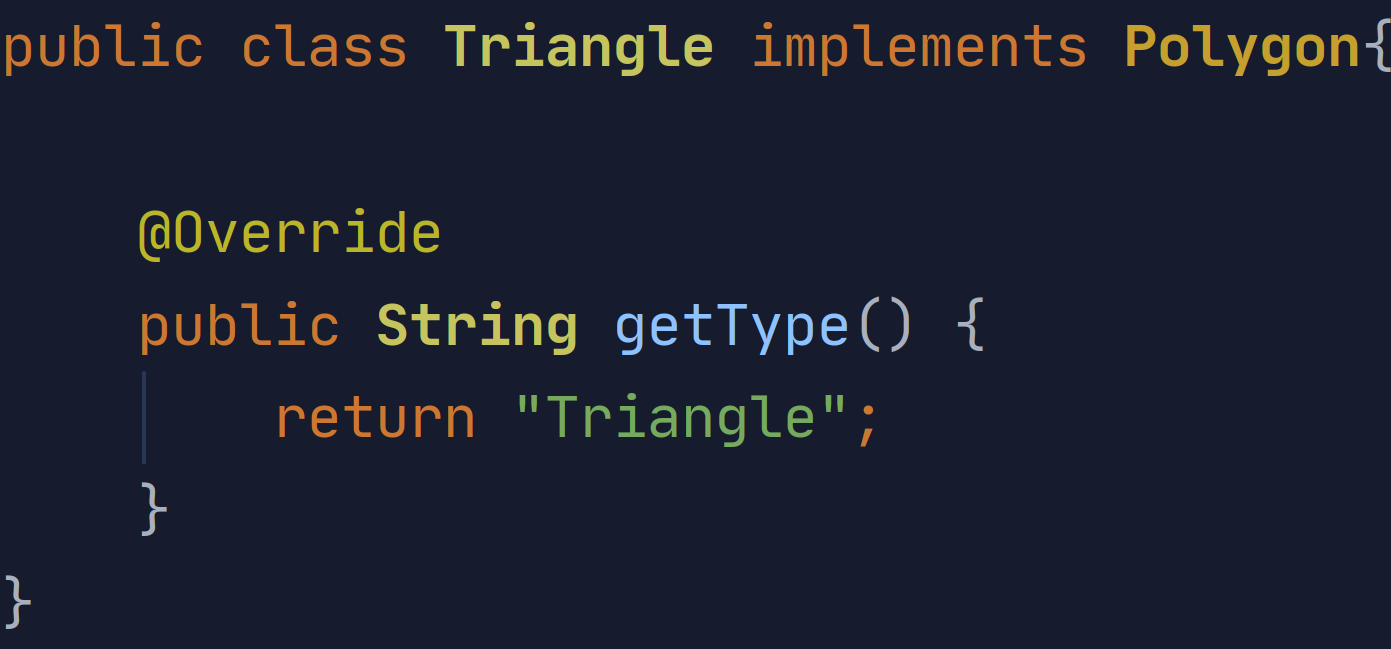 public class Triangle implements Polygon{
@Override
public String getType() {
return "Triangle";
}
}